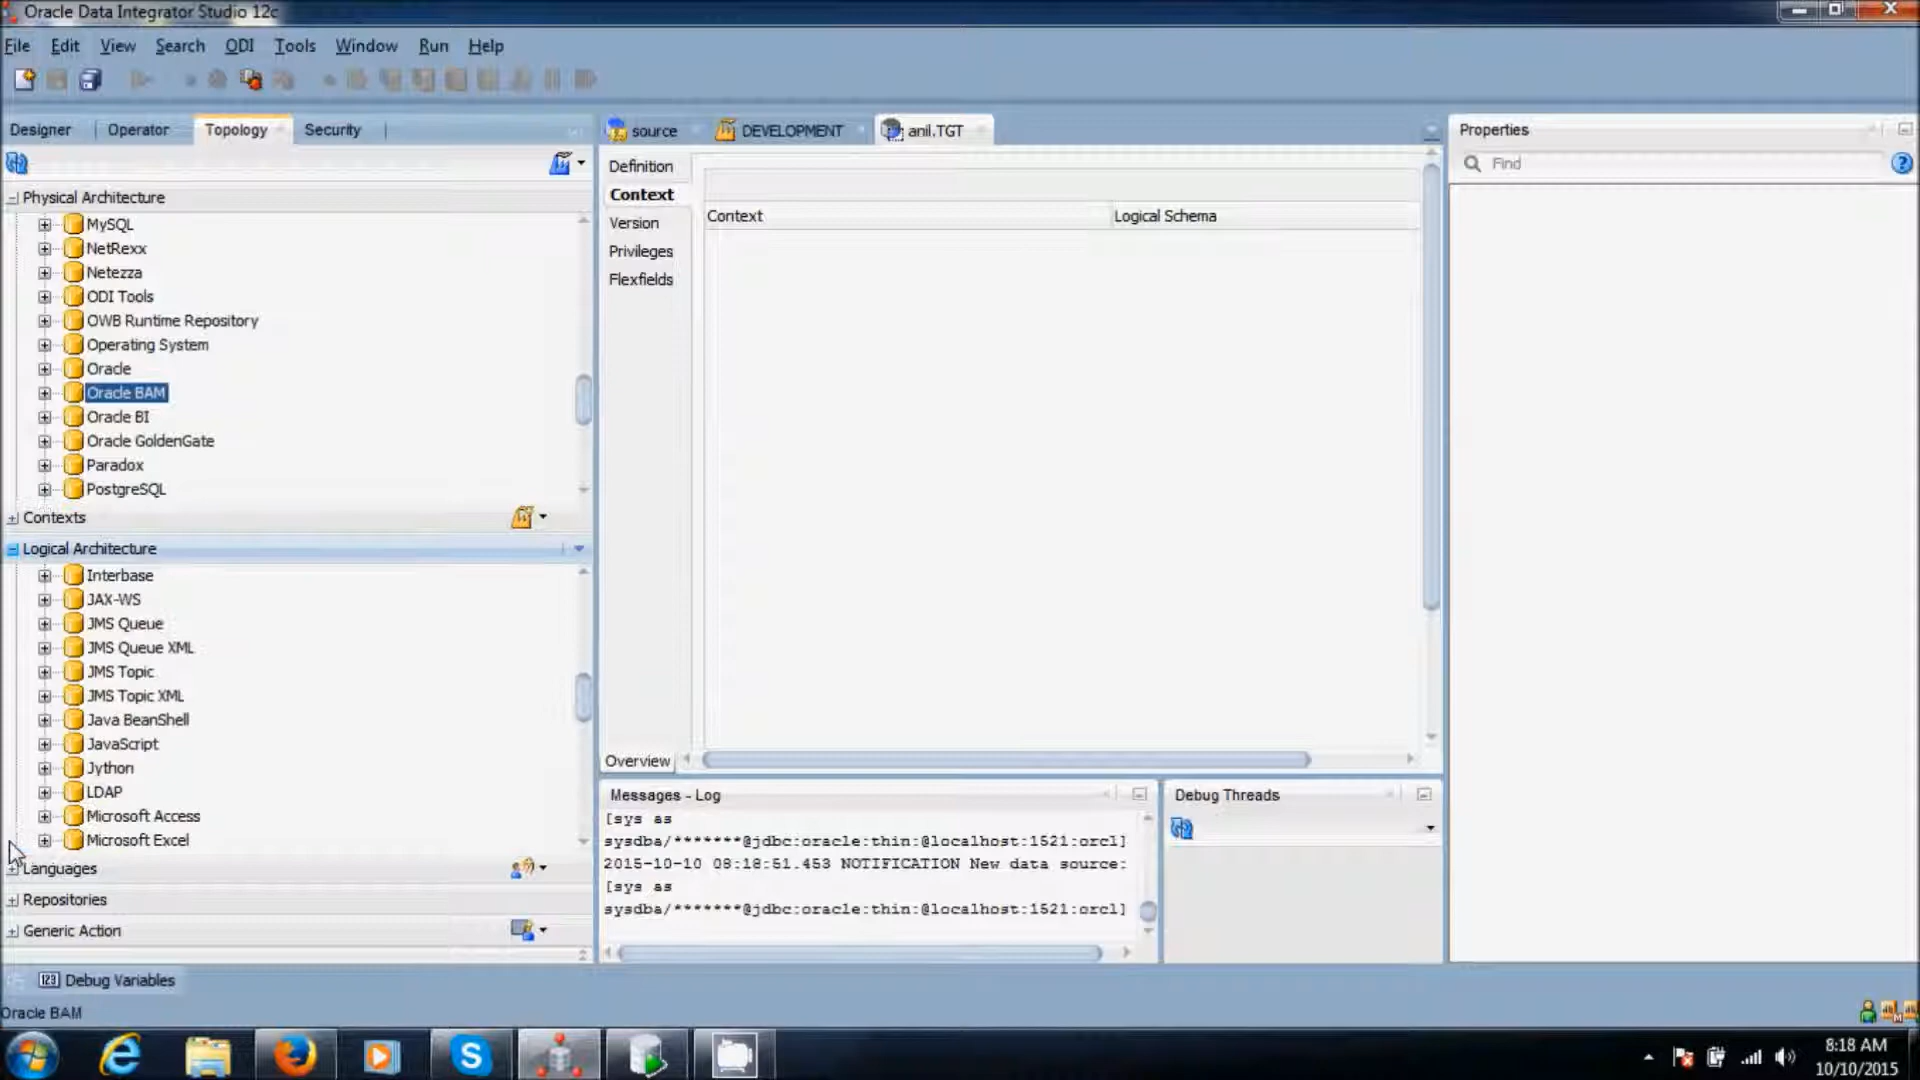 Oracle Data Integrator Studio 12c
File Edit View Search ODI Tools Window Run Help
Designer Operator Topology Security
Physical Architecture
MySQL
NetRexx
Netezza
ODI Tools
OWB Runtime Repository
Operating System
Oracle
Oracle BAM
Oracle BI
Oracle GoldenGate
Paradox
PostgreSQL
Contexts
Logical Architecture
Interbase
JAX-WS
JMS Queue
JMS Queue XML
JMS Topic
JMS Topic XML
Java BeanShell
JavaScript
Jython
LDAP
Microsoft Access
Microsoft Excel
Languages
Repositories
Generic Action
source DEVELOPMENT anil.TGT
Definition
Context
Version
Privileges
Flexfields
Context Logical Schema
Overview
Messages - Log
[sys as
sysdba/*******@jdbc:oracle:thin:@localhost:1521:orcl]
2015-10-10 08:18:51.453 NOTIFICATION New data source:
[sys as
sysdba/*******@jdbc:oracle:thin:@localhost:1521:orcl]
Debug Threads
Properties
Find
123 Debug Variables
Oracle BAM
8:18 AM
10/10/2015